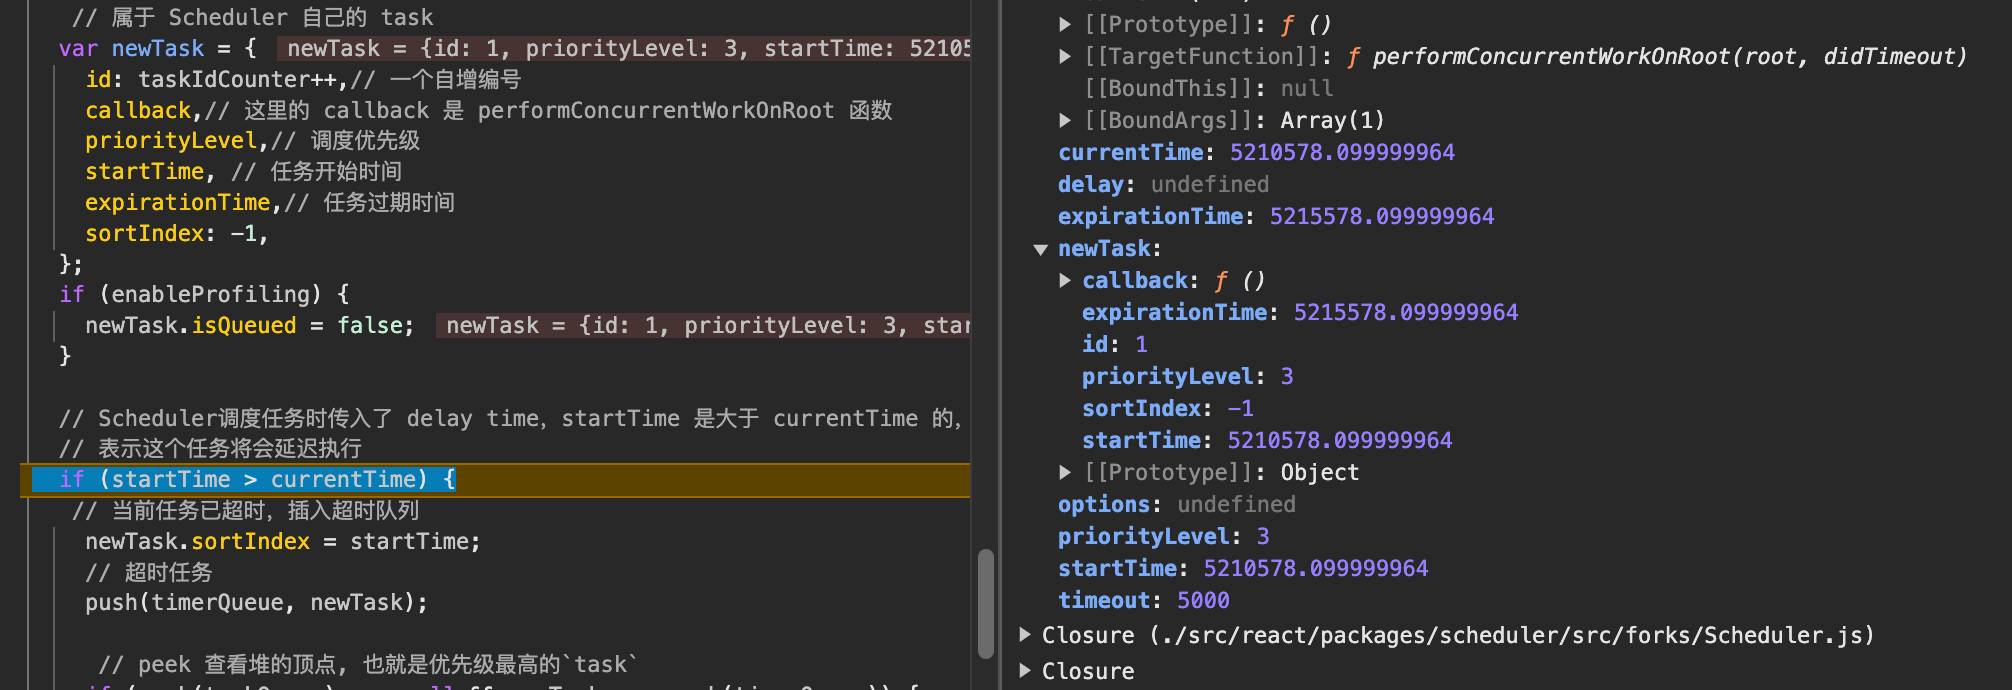 // 属于 Scheduler 自己的 task
var newTask = { newTask = {id: 1, priorityLevel: 3, startTime: 52105
id: taskIdCounter++,// 一个自增编号
callback,// 这里的 callback 是 performConcurrentWorkOnRoot 函数
priorityLevel,// 调度优先级
startTime, // 任务开始时间
expirationTime,// 任务过期时间
sortIndex: -1,
};
if (enableProfiling) {
newTask.isQueued = false; newTask = {id: 1, priorityLevel: 3, star
}
// Scheduler调度任务时传入了 delay time，startTime 是大于 currentTime 的，
// 表示这个任务将会延迟执行
if (startTime > currentTime) {
// 当前任务已超时，插入超时队列
newTask.sortIndex = startTime;
// 超时任务
push(timerQueue, newTask);
// peek 查看堆的顶点, 也就是优先级最高的`task`
[[Prototype]]: ƒ ()
[[TargetFunction]]: ƒ performConcurrentWorkOnRoot(root, didTimeout)
[[BoundThis]]: null
[[BoundArgs]]: Array(1)
currentTime: 5210578.099999964
delay: undefined
expirationTime: 5215578.099999964
newTask:
callback: ƒ ()
expirationTime: 5215578.099999964
id: 1
priorityLevel: 3
sortIndex: -1
startTime: 5210578.099999964
[[Prototype]]: Object
options: undefined
priorityLevel: 3
startTime: 5210578.099999964
timeout: 5000
Closure (./src/react/packages/scheduler/src/forks/Scheduler.js)
Closure